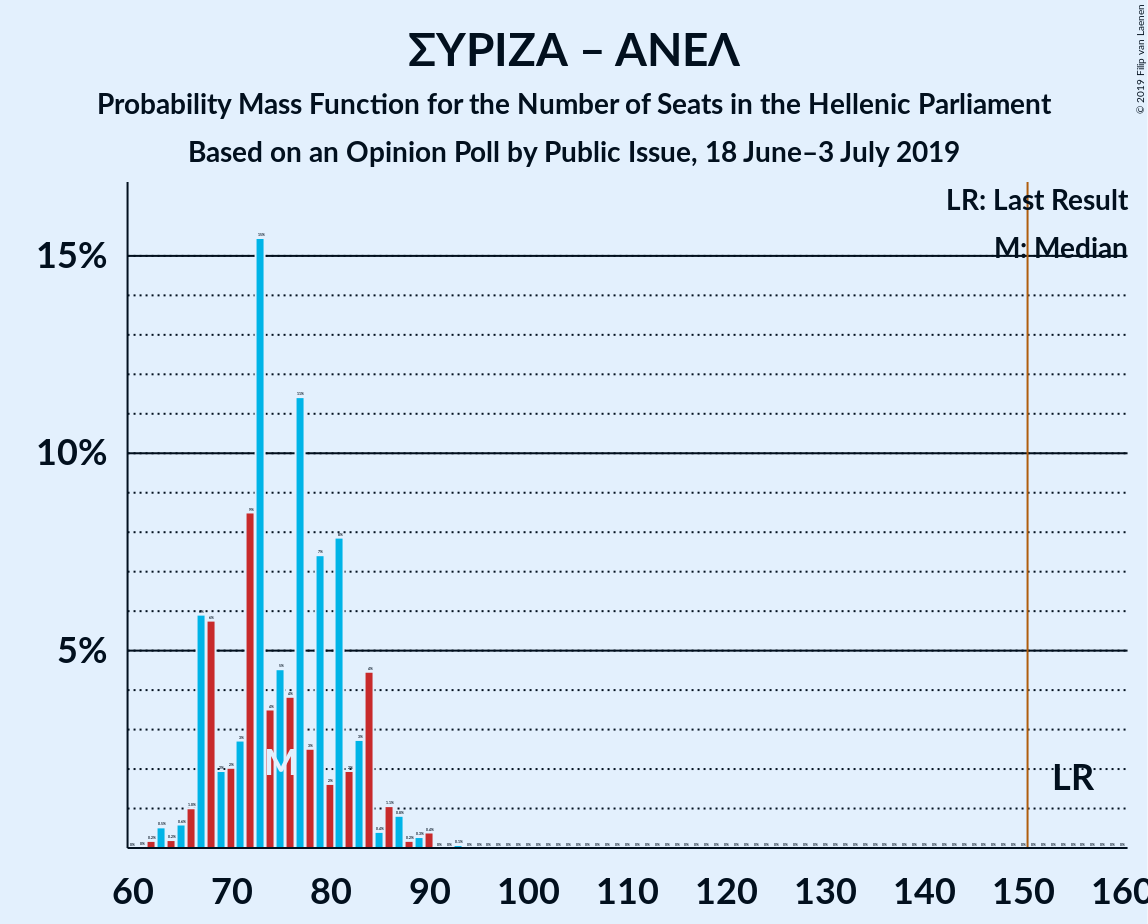 ΣΥΡΙΖΑ – ΑΝΕΛ
Probability Mass Function for the Number of Seats in the Hellenic Parliament
Based on an Opinion Poll by Public Issue, 18 June–3 July 2019
© 2019 Filip van Laenen
LR: Last Result
M: Median
15%
10%
5%
M
LR
60 70 80 90 100 110 120 130 140 150 160